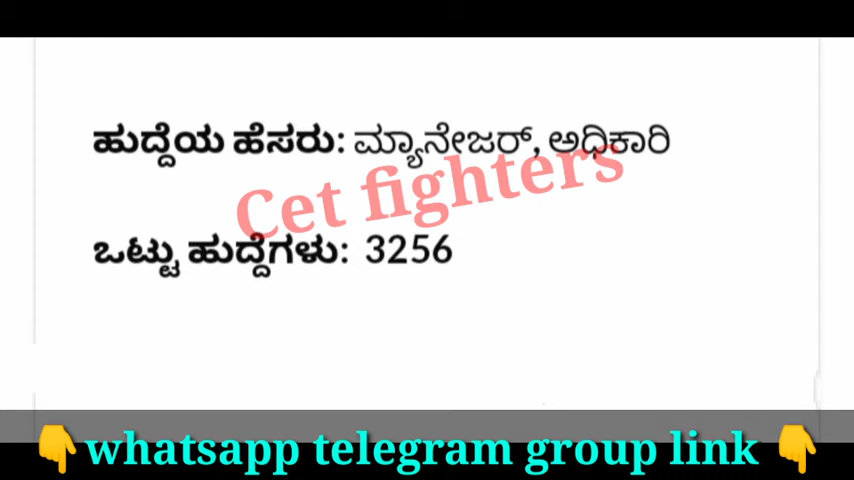 ಹುದ್ದೆಯ ಹೆಸರು: ಮ್ಯಾನೇಜರ್, ಅಧಿಕಾರಿ
Cet fighters
ಒಟ್ಟು ಹುದ್ದೆಗಳು: 3256
👇whatsapp telegram group link 👇